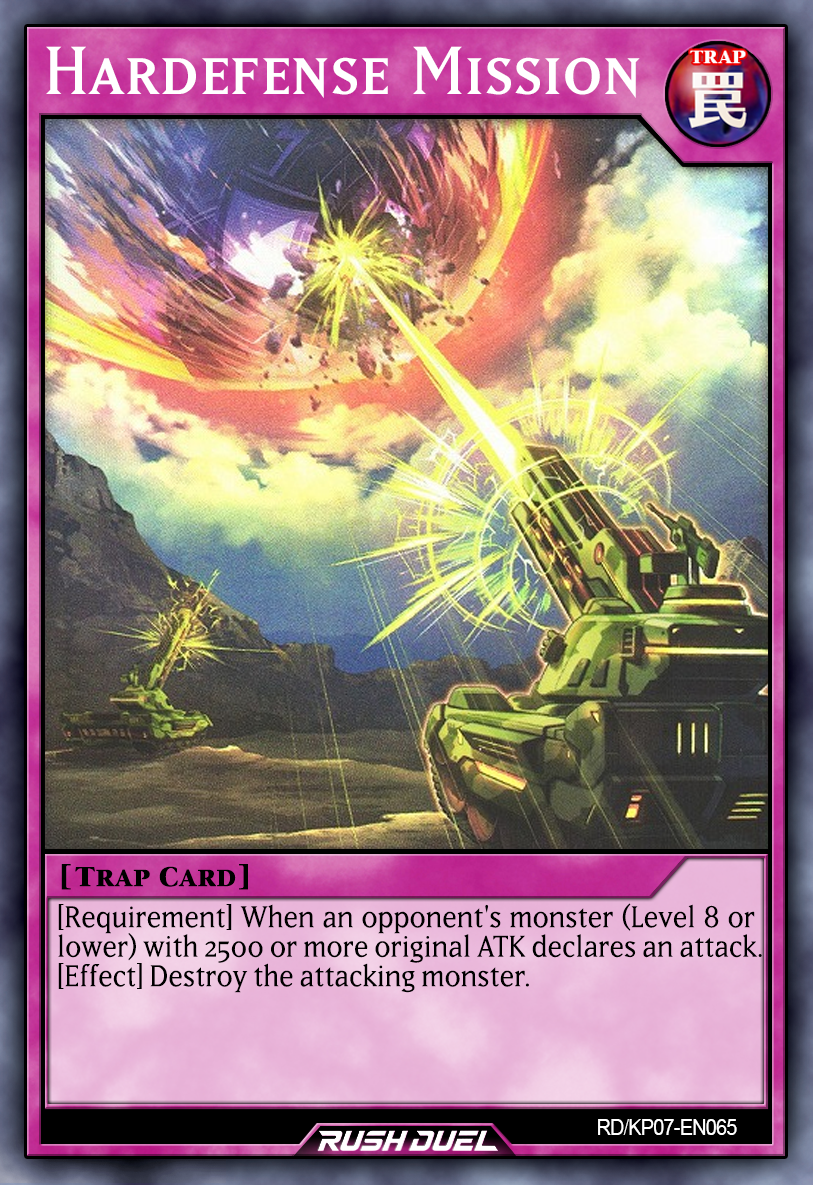 Hardefense Mission
TRAP
罠
[Trap Card]
[Requirement] When an opponent's monster (Level 8 or
lower) with 2500 or more original ATK declares an attack.
[Effect] Destroy the attacking monster.
RD/KP07-EN065
RUSH DUEL